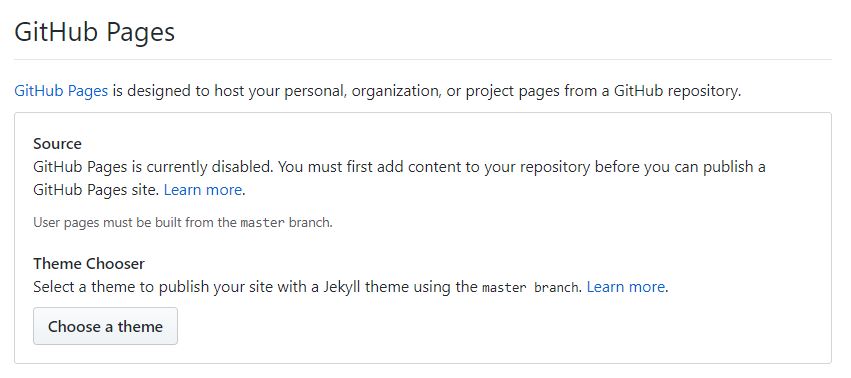 GitHub Pages
GitHub Pages is designed to host your personal, organization, or project pages from a GitHub repository.
Source
GitHub Pages is currently disabled. You must first add content to your repository before you can publish a
GitHub Pages site. Learn more.
User pages must be built from the master branch.
Theme Chooser
Select a theme to publish your site with a Jekyll theme using the master branch. Learn more.
Choose a theme